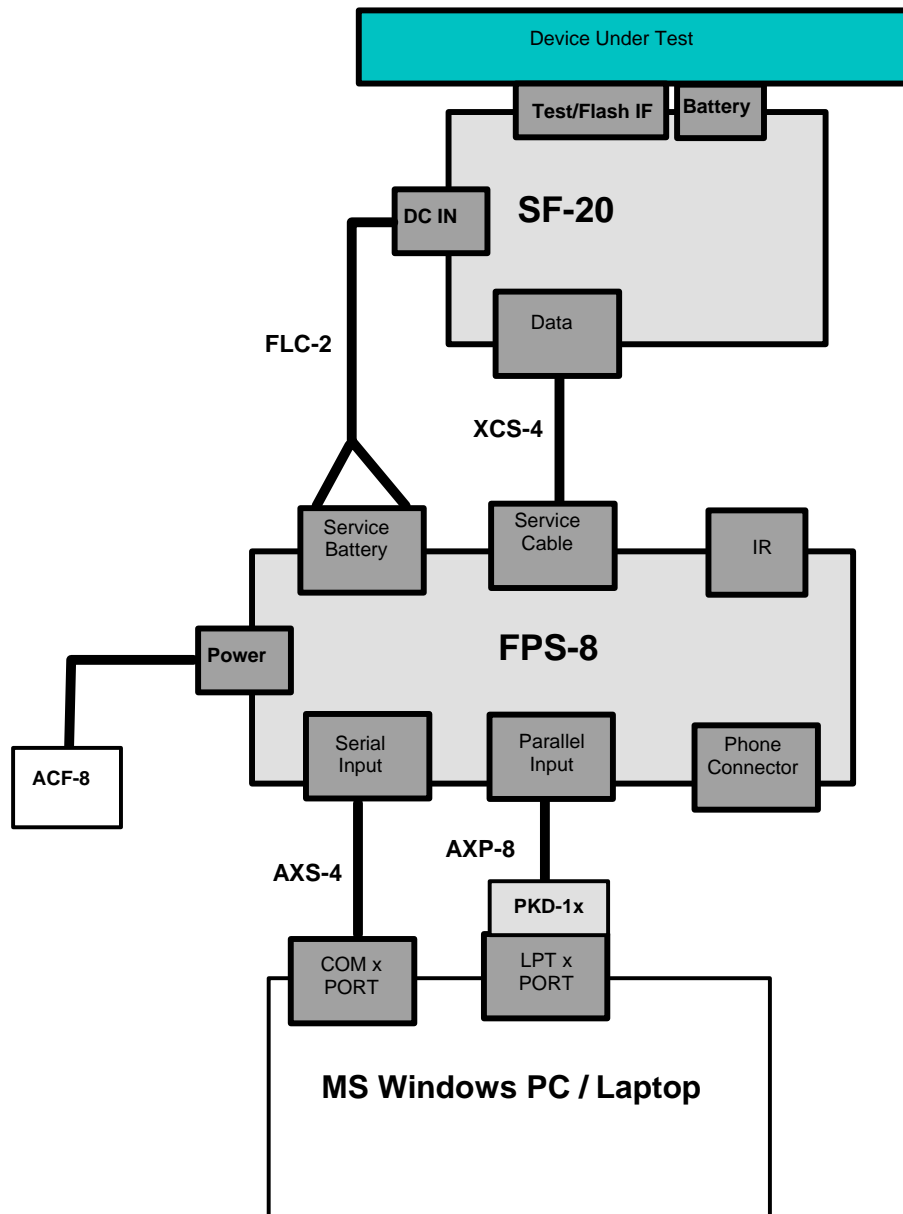 Device Under Test
Test/Flash IF
Battery
SF-20
DC IN
Data
FLC-2
XCS-4
Service
Battery
Service
Cable
IR
FPS-8
Power
ACF-8
Serial
Input
Parallel
Input
Phone
Connector
AXS-4
AXP-8
PKD-1x
COM x
PORT
LPT x
PORT
MS Windows PC / Laptop